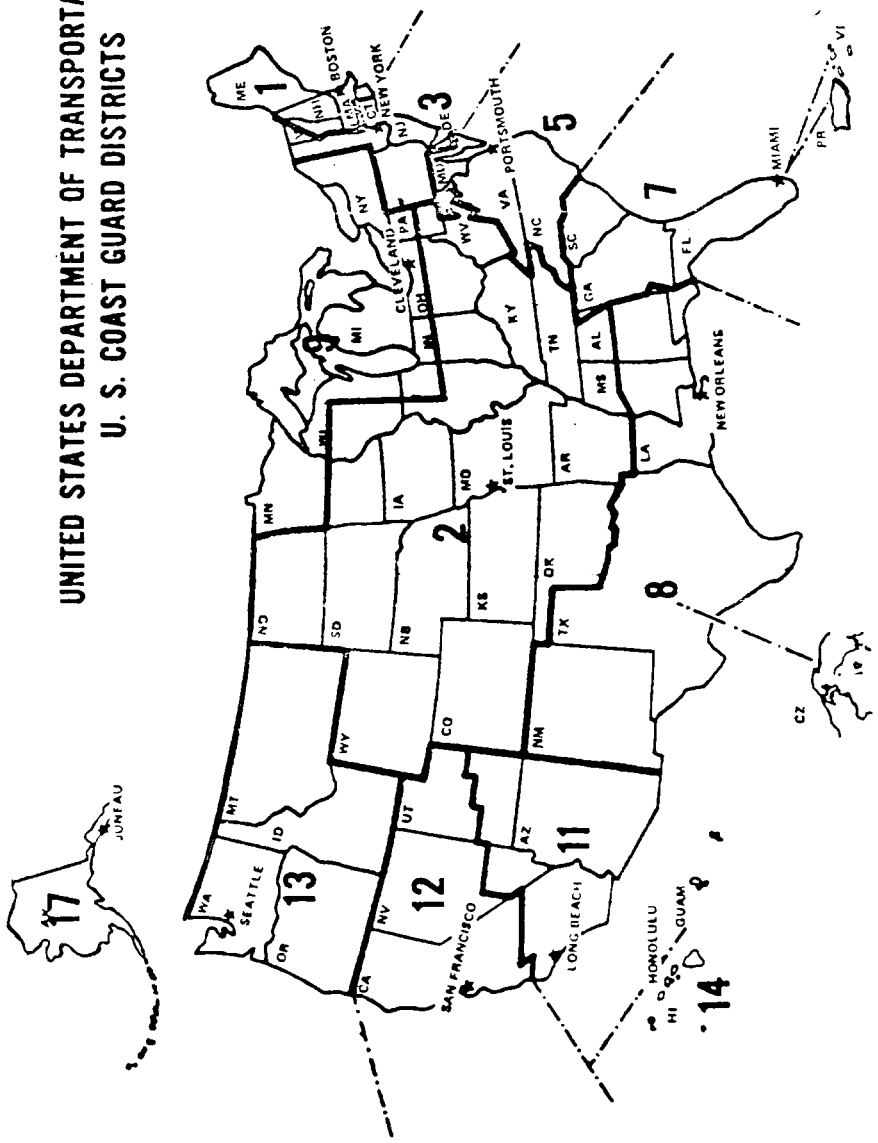 UNITED STATES DEPARTMENT OF TRANSPORTA
U. S. COAST GUARD DISTRICTS
17
JUNEAU
WA
SEATTLE
13
OR
MT
ID
ND
MN
SD
WY
NB
IA
9
MI
ME
1
NH
MA
CT
BOSTON
NEW YORK
NY
NJ
3
DE
MD
PA
CLEVELAND
OH
IN
WV
VA
PORTSMOUTH
5
CA
NV
12
UT
SAN FRANCISCO
CO
2
KS
MO
ST. LOUIS
KY
TN
NC
SC
AZ
11
LONG BEACH
NM
OK
TX
AR
LA
MS
AL
GA
7
FL
MIAMI
8
NEW ORLEANS
HONOLULU
HI
GUAM
14
CZ
PR
VI